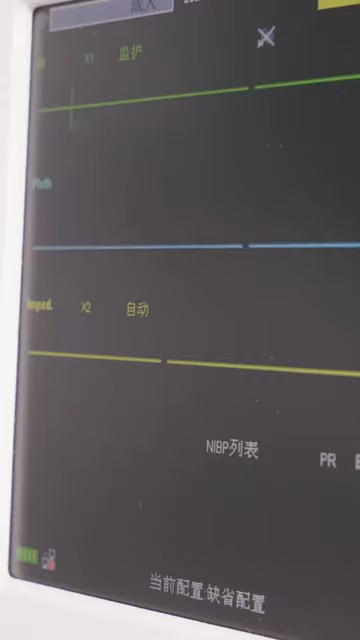 成人
X1 监护
Pleth
Imped. X2 自动
NIBP列表
PR
当前配置:缺省配置